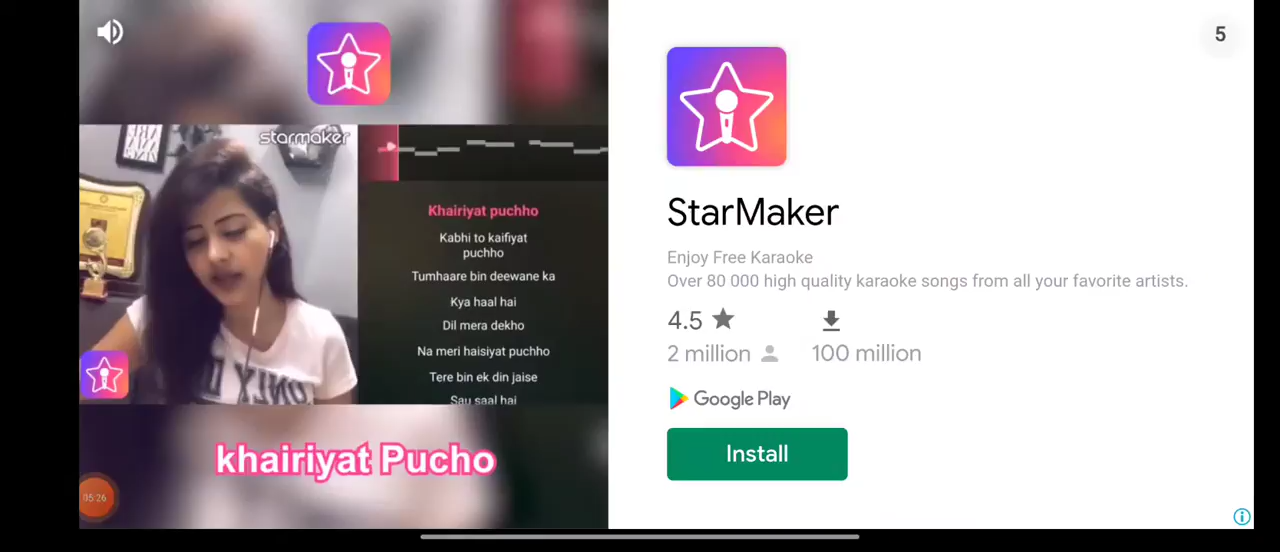 starmaker
Khairiyat puchho
Kabhi to kaifiyat
puchho
Tumhaare bin deewane ka
Kya haal hai
Dil mera dekho
Na meri haisiyat puchho
Tere bin ek din jaise
Sau saal hai
khairiyat Pucho
05:26
5
StarMaker
Enjoy Free Karaoke
Over 80 000 high quality karaoke songs from all your favorite artists.
4.5
2 million 100 million
Google Play
Install